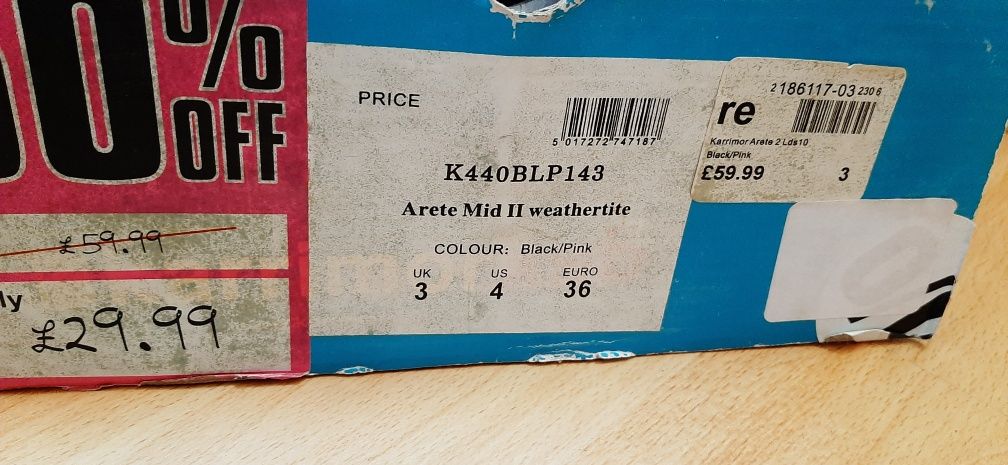 0%
OFF
£59.99
ly
£29.99
PRICE
5 017272 747187
K440BLP143
Arete Mid II weathertite
COLOUR: Black/Pink
UK US EURO
3 4 36
2 186117-03 2306
re
Karrimor Arete 2 Lds10
Black/Pink
£59.99 3